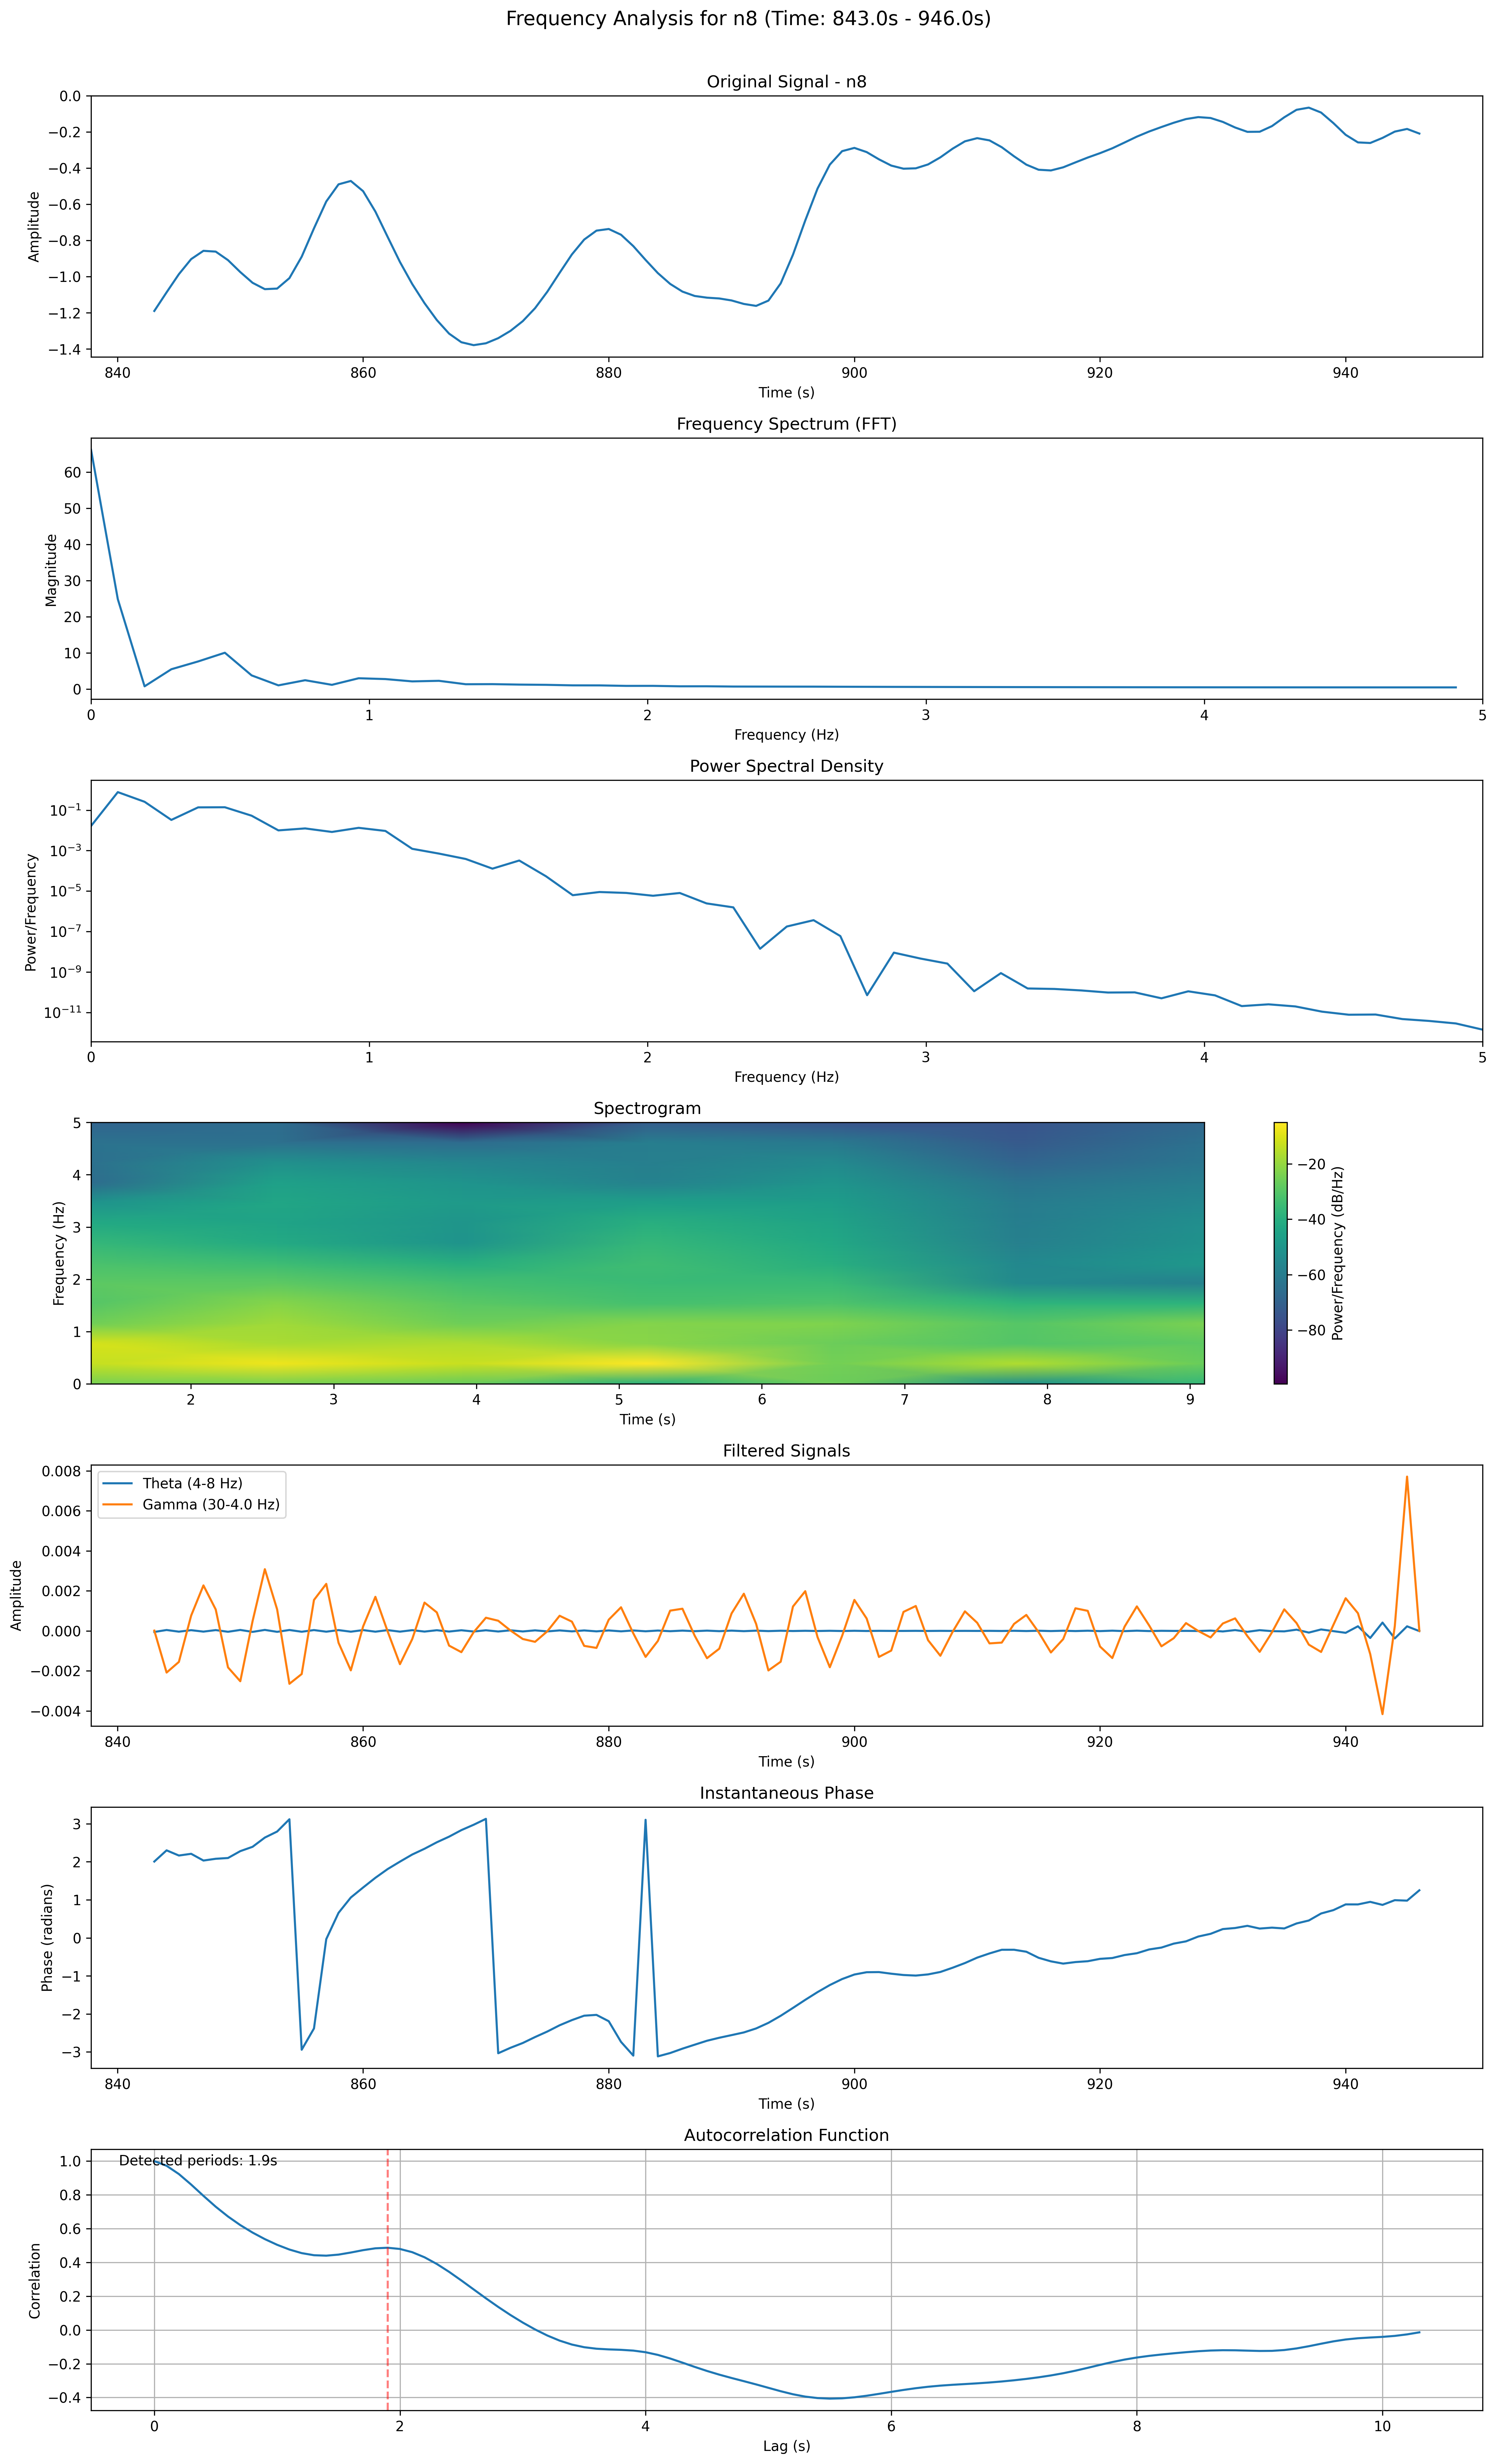 Frequency Analysis for n8 (Time: 843.0s - 946.0s)
Original Signal - n8
0.0
−0.2
−0.4
−0.6
−0.8
−1.0
−1.2
−1.4
Amplitude
840 860 880 900 920 940
Time (s)
Frequency Spectrum (FFT)
60
50
40
30
20
10
0
Magnitude
0 1 2 3 4 5
Frequency (Hz)
Power Spectral Density
10⁻¹
10⁻³
10⁻⁵
10⁻⁷
10⁻⁹
10⁻¹¹
Power/Frequency
0 1 2 3 4 5
Frequency (Hz)
Spectrogram
5
4
3
2
1
0
Frequency (Hz)
2 3 4 5 6 7 8 9
Time (s)
−20
−40
−60
−80
Power/Frequency (dB/Hz)
Filtered Signals
Theta (4-8 Hz)
Gamma (30-4.0 Hz)
0.008
0.006
0.004
0.002
0.000
−0.002
−0.004
Amplitude
840 860 880 900 920 940
Time (s)
Instantaneous Phase
3
2
1
0
−1
−2
−3
Phase (radians)
840 860 880 900 920 940
Time (s)
Autocorrelation Function
Detected periods: 1.9s
1.0
0.8
0.6
0.4
0.2
0.0
−0.2
−0.4
Correlation
0 2 4 6 8 10
Lag (s)